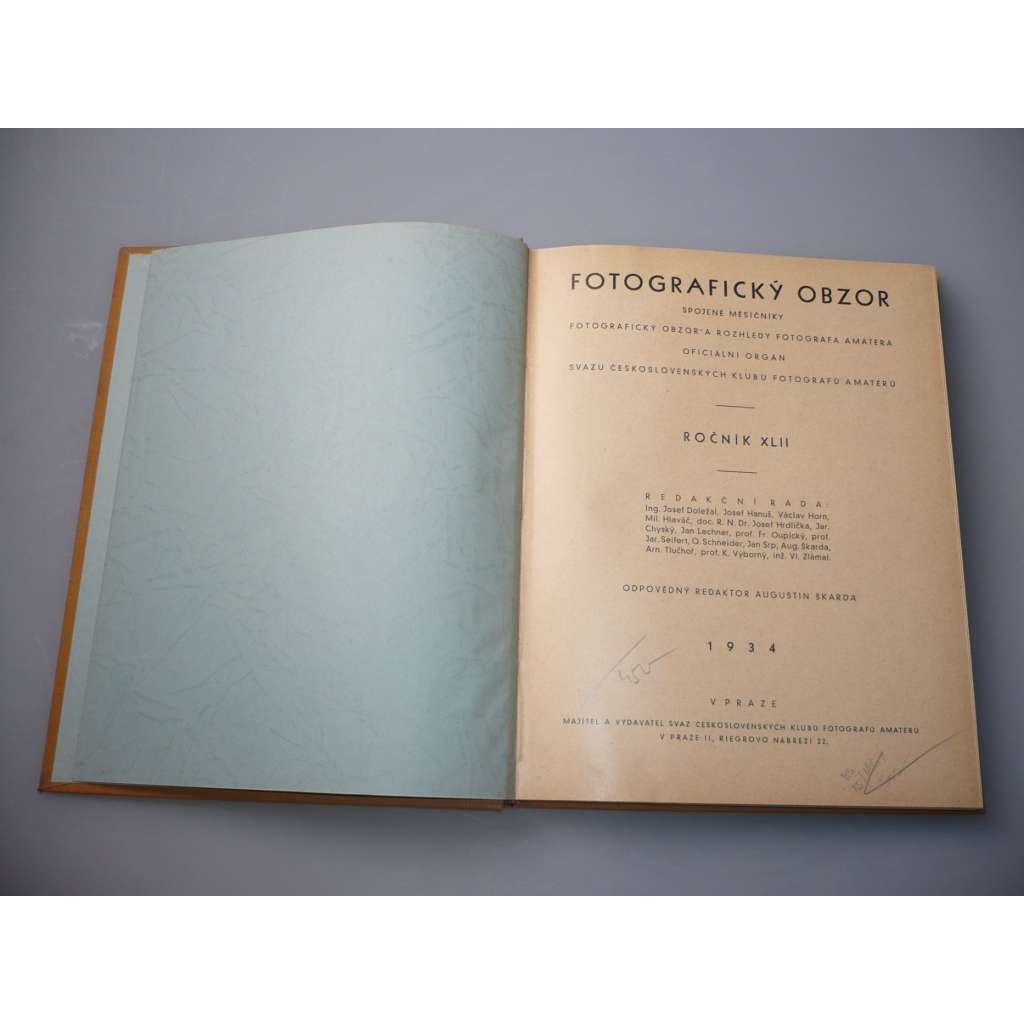 FOTOGRAFICKÝ OBZOR
SPOJENÉ MĚSÍČNÍKY
FOTOGRAFICKÝ OBZOR A ROZHLEDY FOTOGRAFA AMATÉRA
OFICIÁLNÍ ORGÁN
SVAZU ČESKOSLOVENSKÝCH KLUBŮ FOTOGRAFŮ AMATÉRŮ
ROČNÍK XLII
REDAKČNÍ RADA:
Ing. Josef Doležal, Josef Hanuš, Václav Horn,
Mil. Hlaváč, doc. R. N. Dr. Josef Hrdlička, Jar.
Chyský, Jan Lechner, prof. Fr. Oupický, prof.
Jar. Seifert, O. Schneider, Jan Srp, Aug. Škarda,
Arn. Tluchoř, prof. K. Výborný, inž. Vl. Zlámal.
ODPOVĚDNÝ REDAKTOR AUGUSTIN ŠKARDA
1934
450-
V PRAZE
MAJITEL A VYDAVATEL SVAZ ČESKOSLOVENSKÝCH KLUBŮ FOTOGRAFŮ AMATÉRŮ
V PRAZE II., RIEGROVO NÁBŘEŽÍ 22.